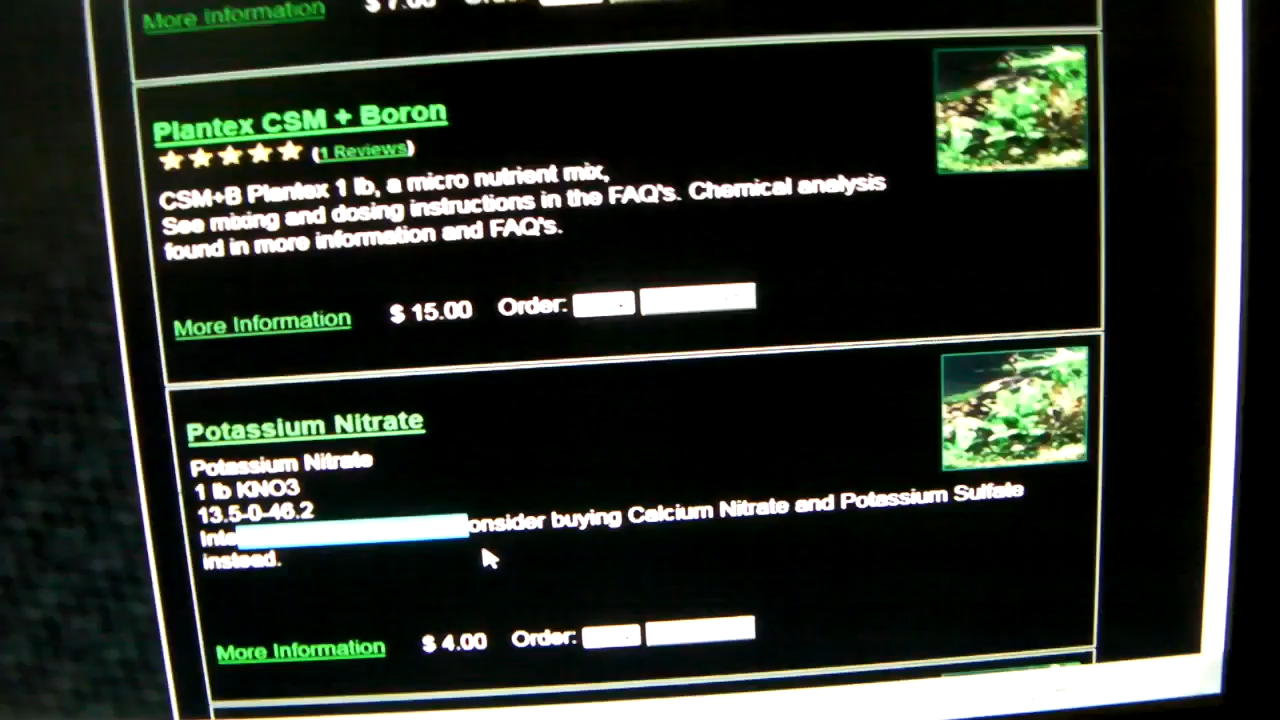 More Information $ 7.00 Order:
Plantex CSM + Boron
(1 Reviews)
CSM+B Plantex 1 lb, a micro nutrient mix,
See mixing and dosing instructions in the FAQ's. Chemical analysis
found in more information and FAQ's.
More Information $ 15.00 Order:
Potassium Nitrate
Potassium Nitrate
1 lb KNO3
13.5-0-46.2
onsider buying Calcium Nitrate and Potassium Sulfate
instead.
More Information $ 4.00 Order: